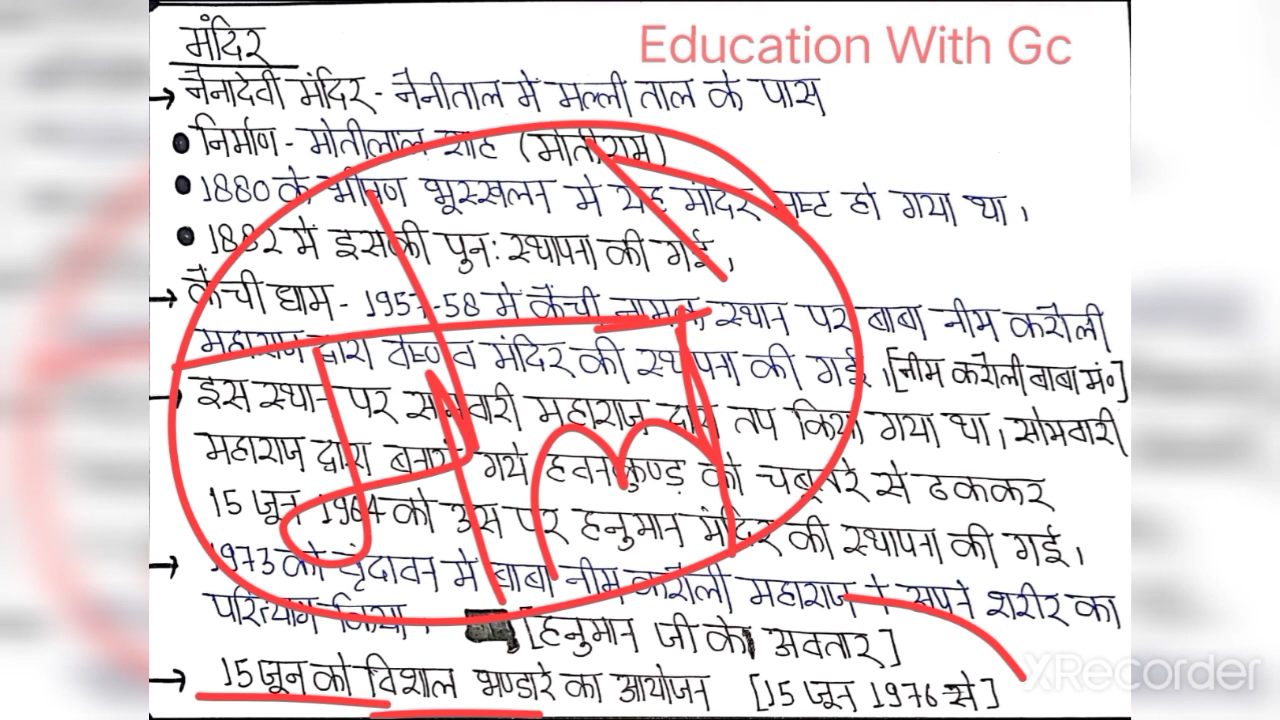 Education With Gc
मंदिर
→ नैनादेवी मंदिर - नैनीताल मे मल्ली ताल के पास
• निर्माण - मोतीलाल शाह (मोतीराम)
• 1880 के भीषण भूस्खलन मे यह मंदिर नष्ट हो गया था।
• 1882 मे इसकी पुनः स्थापना की गई।
→ कैंची धाम - 1957-58 मे कैंची नामक स्थान पर बाबा नीम करौली
महाराज द्वारा वैष्णव मंदिर की स्थापना की गई। [नीम करौली बाबा मं॰]
→ इस स्थान पर सोमवारी महाराज द्वारा तप किया गया था। सोमवारी
महाराज द्वारा बनाये गये हवनकुण्ड को चबूतरे से ढककर
15 जून 1964 को उस पर हनुमान मंदिर की स्थापना की गई।
→ 1973 को वृंदावन मे बाबा नीम करौली महाराज ने अपने शरीर का
परित्याग किया। [हनुमान जी के अवतार]
→ 15 जून को विशाल भण्डारे का आयोजन [15 जून 1976 से]
XRecorder